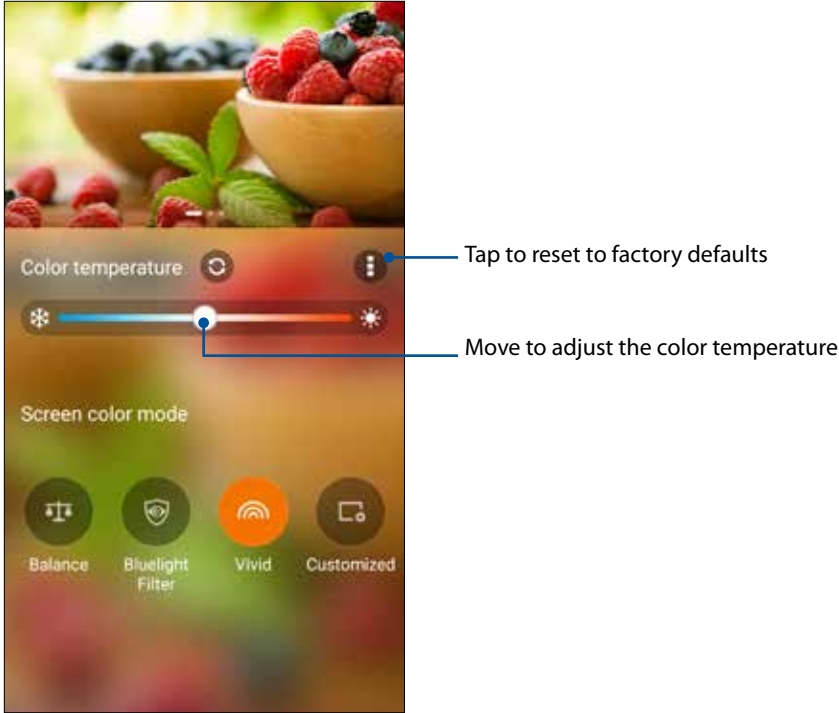 Color temperature
Tap to reset to factory defaults
Move to adjust the color temperature
Screen color mode
Balance
Bluelight
Filter
Vivid
Customized